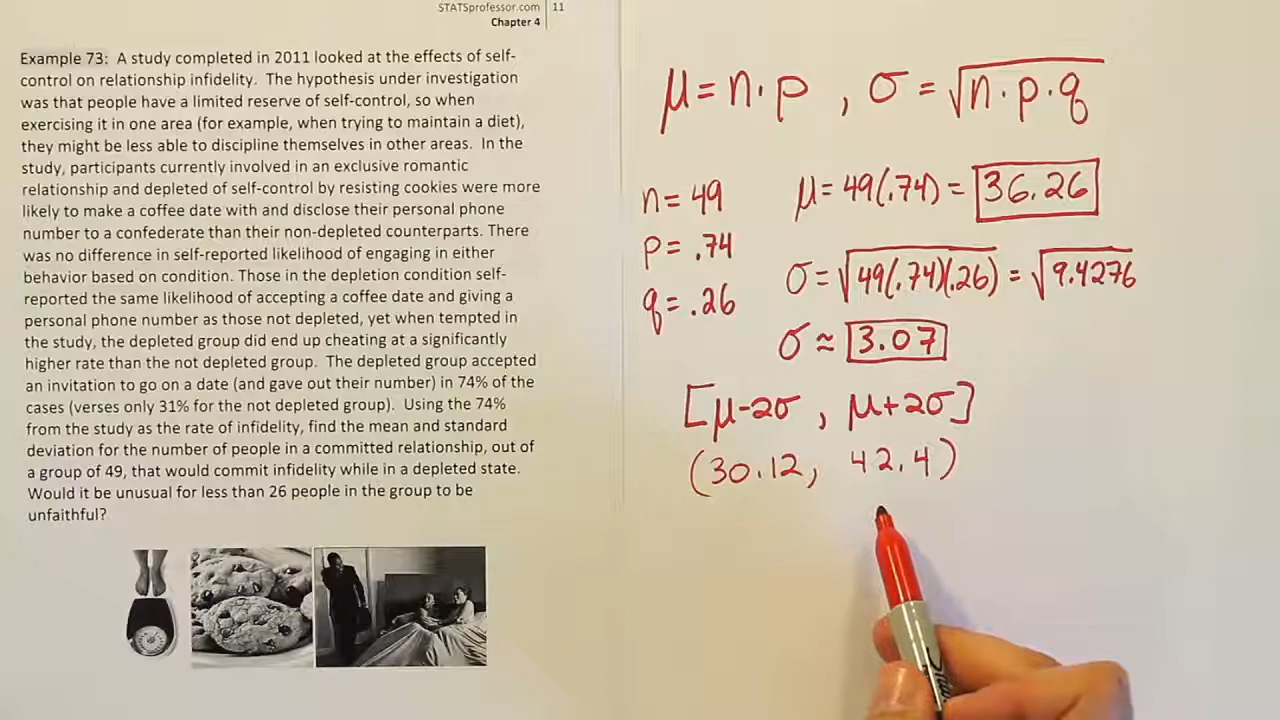 STATSprofessor.com 11
Chapter 4
Example 73: A study completed in 2011 looked at the effects of self-
control on relationship infidelity. The hypothesis under investigation
was that people have a limited reserve of self-control, so when
exercising it in one area (for example, when trying to maintain a diet),
they might be less able to discipline themselves in other areas. In the
study, participants currently involved in an exclusive romantic
relationship and depleted of self-control by resisting cookies were more
likely to make a coffee date with and disclose their personal phone
number to a confederate than their non-depleted counterparts. There
was no difference in self-reported likelihood of engaging in either
behavior based on condition. Those in the depletion condition self-
reported the same likelihood of accepting a coffee date and giving a
personal phone number as those not depleted, yet when tempted in
the study, the depleted group did end up cheating at a significantly
higher rate than the not depleted group. The depleted group accepted
an invitation to go on a date (and gave out their number) in 74% of the
cases (verses only 31% for the not depleted group). Using the 74%
from the study as the rate of infidelity, find the mean and standard
deviation for the number of people in a committed relationship, out of
a group of 49, that would commit infidelity while in a depleted state.
Would it be unusual for less than 26 people in the group to be
unfaithful?
μ = n·p , σ = √n·p·q
n = 49
p = .74
q = .26
μ = 49(.74) = 36.26
σ = √49(.74)(.26) = √9.4276
σ ≈ 3.07
[μ-2σ , μ+2σ]
(30.12, 42.4)